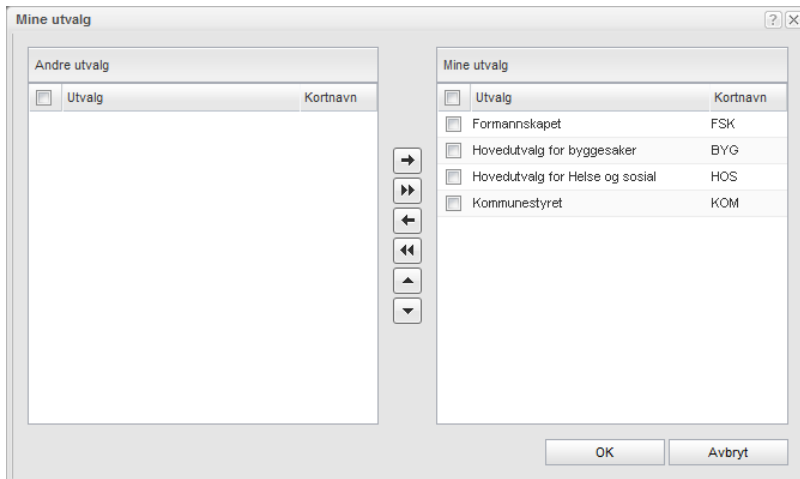 Mine utvalg
Andre utvalg
Utvalg Kortnavn
Mine utvalg
Utvalg Kortnavn
Formannskapet FSK
Hovedutvalg for byggesaker BYG
Hovedutvalg for Helse og sosial HOS
Kommunestyret KOM
OK Avbryt